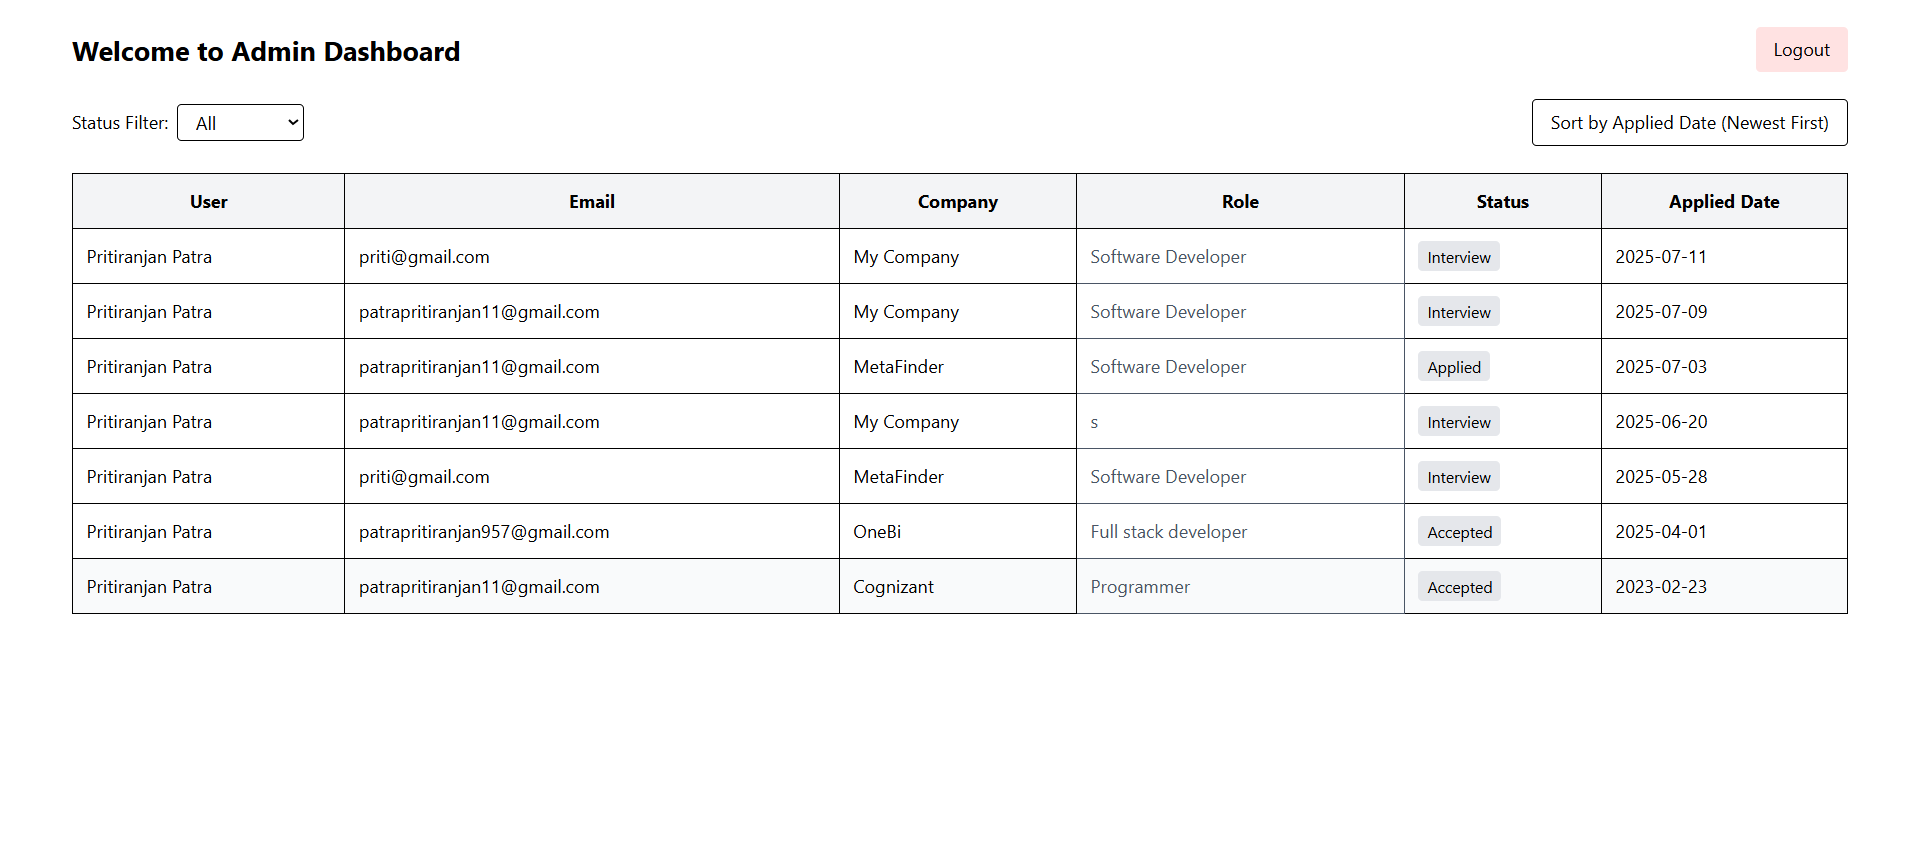 Welcome to Admin Dashboard
Logout
Status Filter: All
Sort by Applied Date (Newest First)
User Email Company Role Status Applied Date
Pritiranjan Patra priti@gmail.com My Company Software Developer Interview 2025-07-11
Pritiranjan Patra patrapritiranjan11@gmail.com My Company Software Developer Interview 2025-07-09
Pritiranjan Patra patrapritiranjan11@gmail.com MetaFinder Software Developer Applied 2025-07-03
Pritiranjan Patra patrapritiranjan11@gmail.com My Company s Interview 2025-06-20
Pritiranjan Patra priti@gmail.com MetaFinder Software Developer Interview 2025-05-28
Pritiranjan Patra patrapritiranjan957@gmail.com OneBi Full stack developer Accepted 2025-04-01
Pritiranjan Patra patrapritiranjan11@gmail.com Cognizant Programmer Accepted 2023-02-23